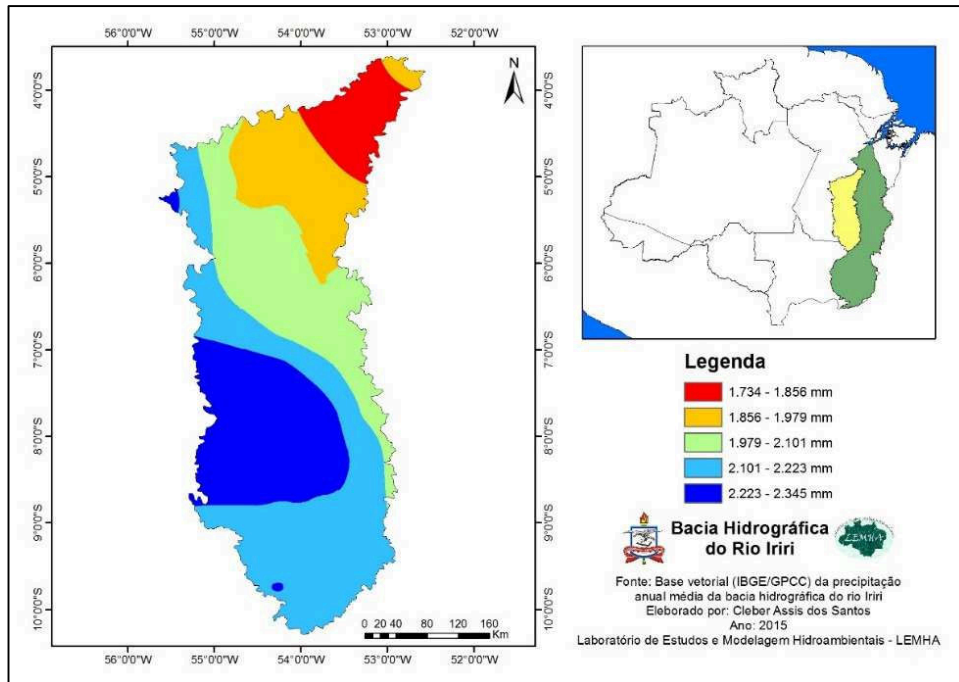 56°0'0"W 55°0'0"W 54°0'0"W 53°0'0"W 52°0'0"W
N
4°0'0"S 4°0'0"S
5°0'0"S 5°0'0"S
6°0'0"S 6°0'0"S
7°0'0"S 7°0'0"S
8°0'0"S 8°0'0"S
9°0'0"S 9°0'0"S
10°0'0"S 10°0'0"S
0 20 40 80 120 160
Km
56°0'0"W 55°0'0"W 54°0'0"W 53°0'0"W 52°0'0"W
Legenda
1.734 - 1.856 mm
1.856 - 1.979 mm
1.979 - 2.101 mm
2.101 - 2.223 mm
2.223 - 2.345 mm
Bacia Hidrográfica
do Rio Iriri
LEMHA
Fonte: Base vetorial (IBGE/GPCC) da precipitação
anual média da bacia hidrográfica do rio Iriri
Eleborado por: Cleber Assis dos Santos
Ano: 2015
Laboratório de Estudos e Modelagem Hidroambientais - LEMHA